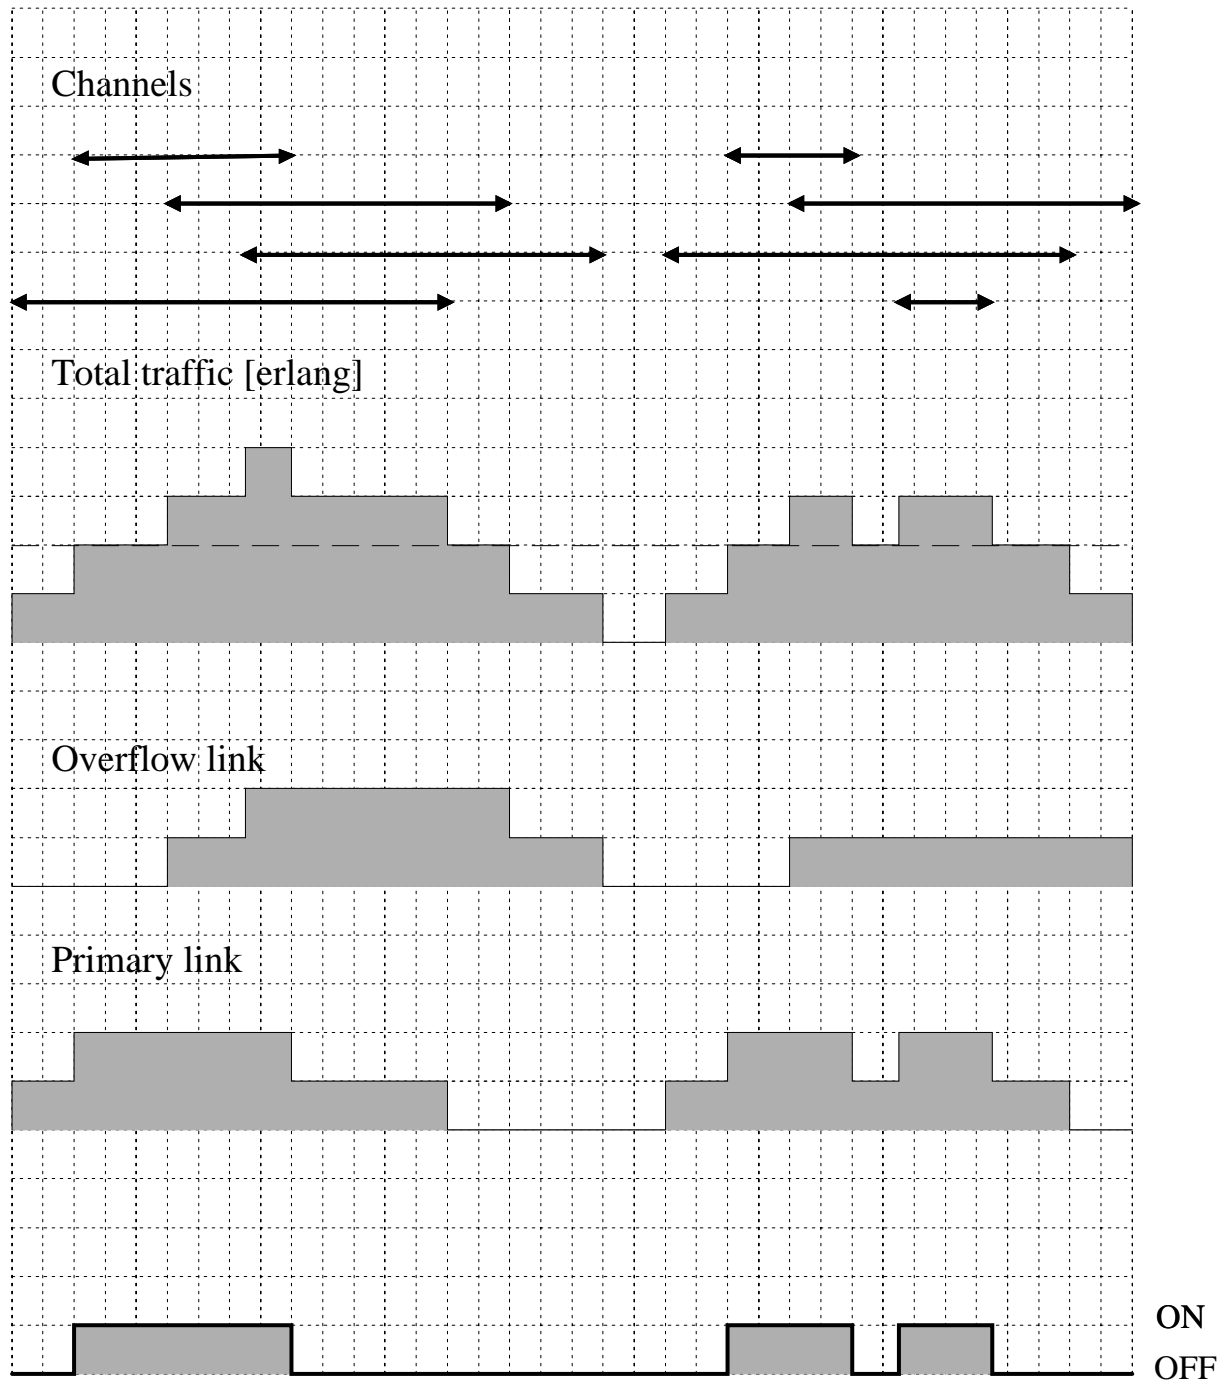 Channels
Total traffic [erlang]
Overflow link
Primary link
ON
OFF